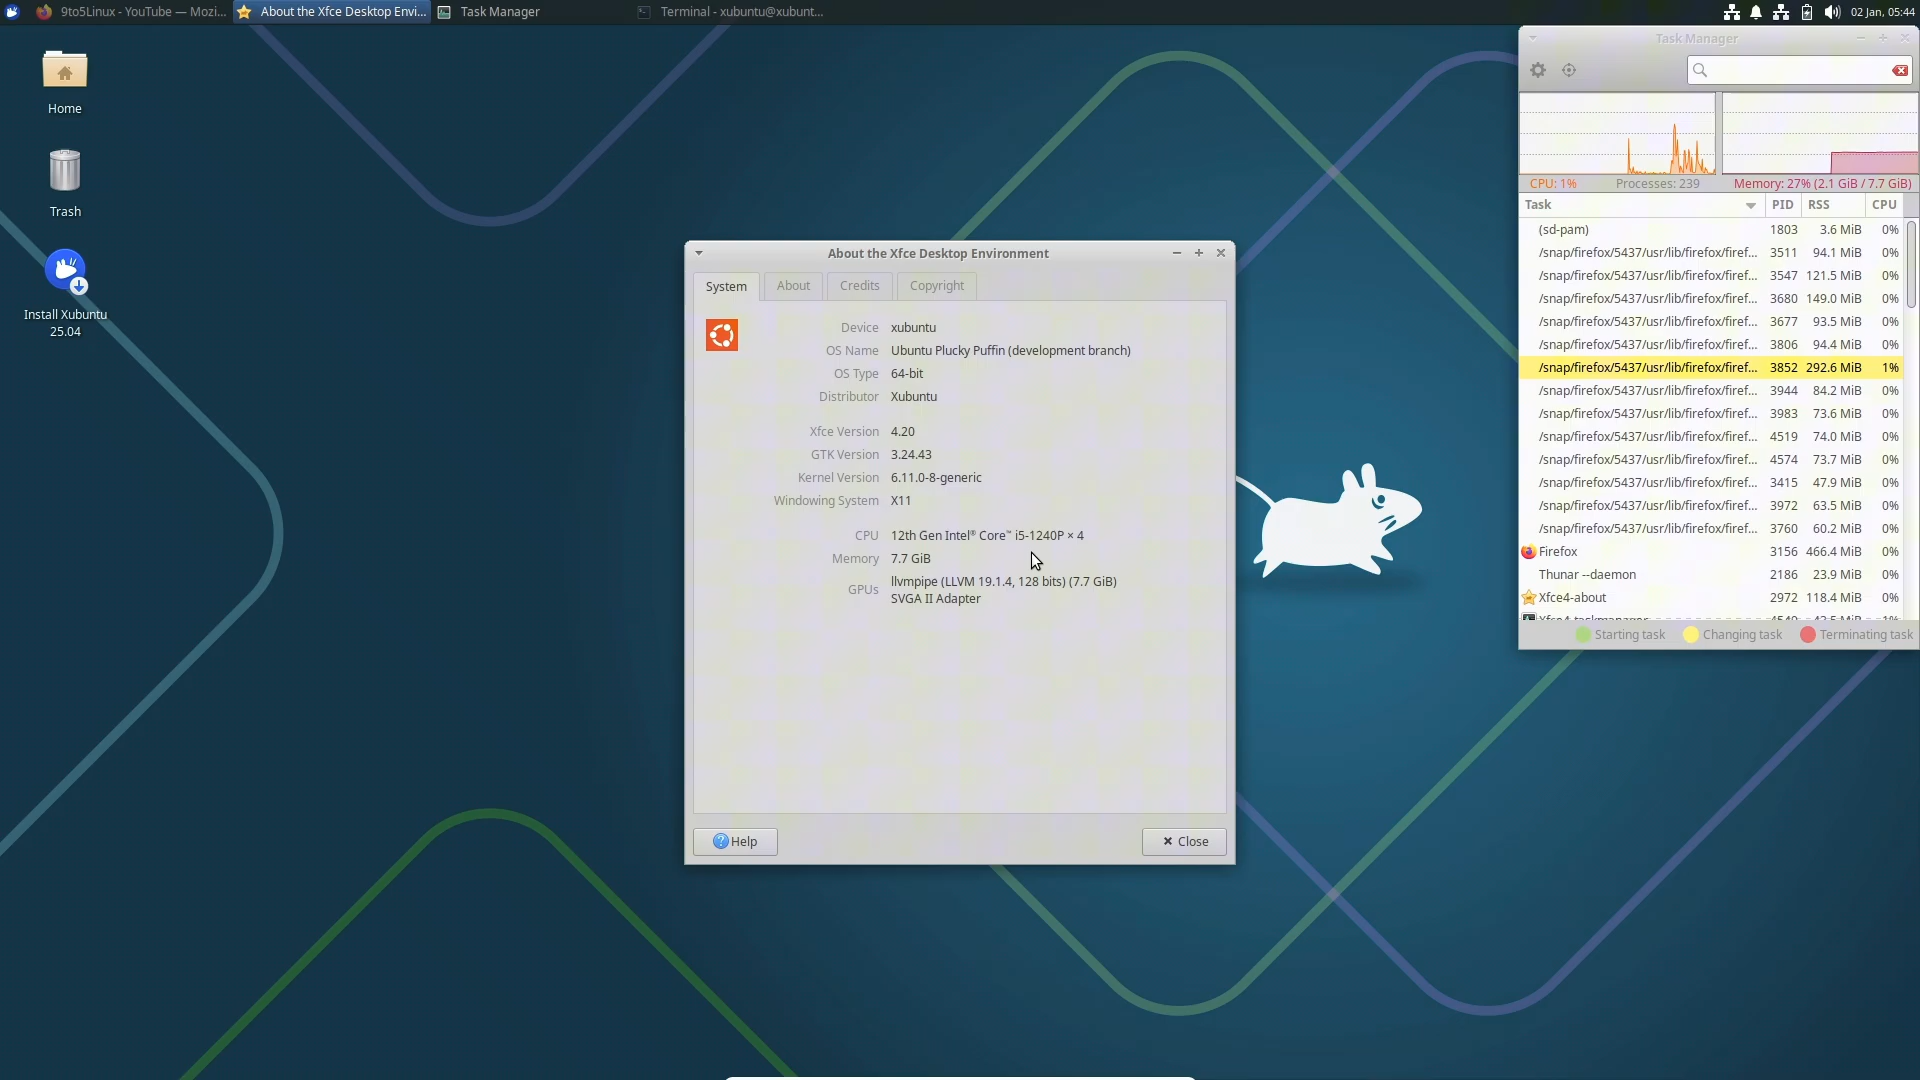 9to5Linux - YouTube — Mozi...
About the Xfce Desktop Envi...
Task Manager
Terminal - xubuntu@xubunt...
02 Jan, 05:44
Home
Trash
Install Xubuntu
25.04
About the Xfce Desktop Environment
System
About
Credits
Copyright
Device xubuntu
OS Name Ubuntu Plucky Puffin (development branch)
OS Type 64-bit
Distributor Xubuntu
Xfce Version 4.20
GTK Version 3.24.43
Kernel Version 6.11.0-8-generic
Windowing System X11
CPU 12th Gen Intel® Core™ i5-1240P × 4
Memory 7.7 GiB
GPUs llvmpipe (LLVM 19.1.4, 128 bits) (7.7 GiB)
SVGA II Adapter
Help
Close
Task Manager
CPU: 1% Processes: 239 Memory: 27% (2.1 GiB / 7.7 GiB)
Task PID RSS CPU
(sd-pam) 1803 3.6 MiB 0%
/snap/firefox/5437/usr/lib/firefox/firef... 3511 94.1 MiB 0%
/snap/firefox/5437/usr/lib/firefox/firef... 3547 121.5 MiB 0%
/snap/firefox/5437/usr/lib/firefox/firef... 3680 149.0 MiB 0%
/snap/firefox/5437/usr/lib/firefox/firef... 3677 93.5 MiB 0%
/snap/firefox/5437/usr/lib/firefox/firef... 3806 94.4 MiB 0%
/snap/firefox/5437/usr/lib/firefox/firef... 3852 292.6 MiB 1%
/snap/firefox/5437/usr/lib/firefox/firef... 3944 84.2 MiB 0%
/snap/firefox/5437/usr/lib/firefox/firef... 3983 73.6 MiB 0%
/snap/firefox/5437/usr/lib/firefox/firef... 4519 74.0 MiB 0%
/snap/firefox/5437/usr/lib/firefox/firef... 4574 73.7 MiB 0%
/snap/firefox/5437/usr/lib/firefox/firef... 3415 47.9 MiB 0%
/snap/firefox/5437/usr/lib/firefox/firef... 3972 63.5 MiB 0%
/snap/firefox/5437/usr/lib/firefox/firef... 3760 60.2 MiB 0%
Firefox 3156 466.4 MiB 0%
Thunar --daemon 2186 23.9 MiB 0%
Xfce4-about 2972 118.4 MiB 0%
Starting task Changing task Terminating task